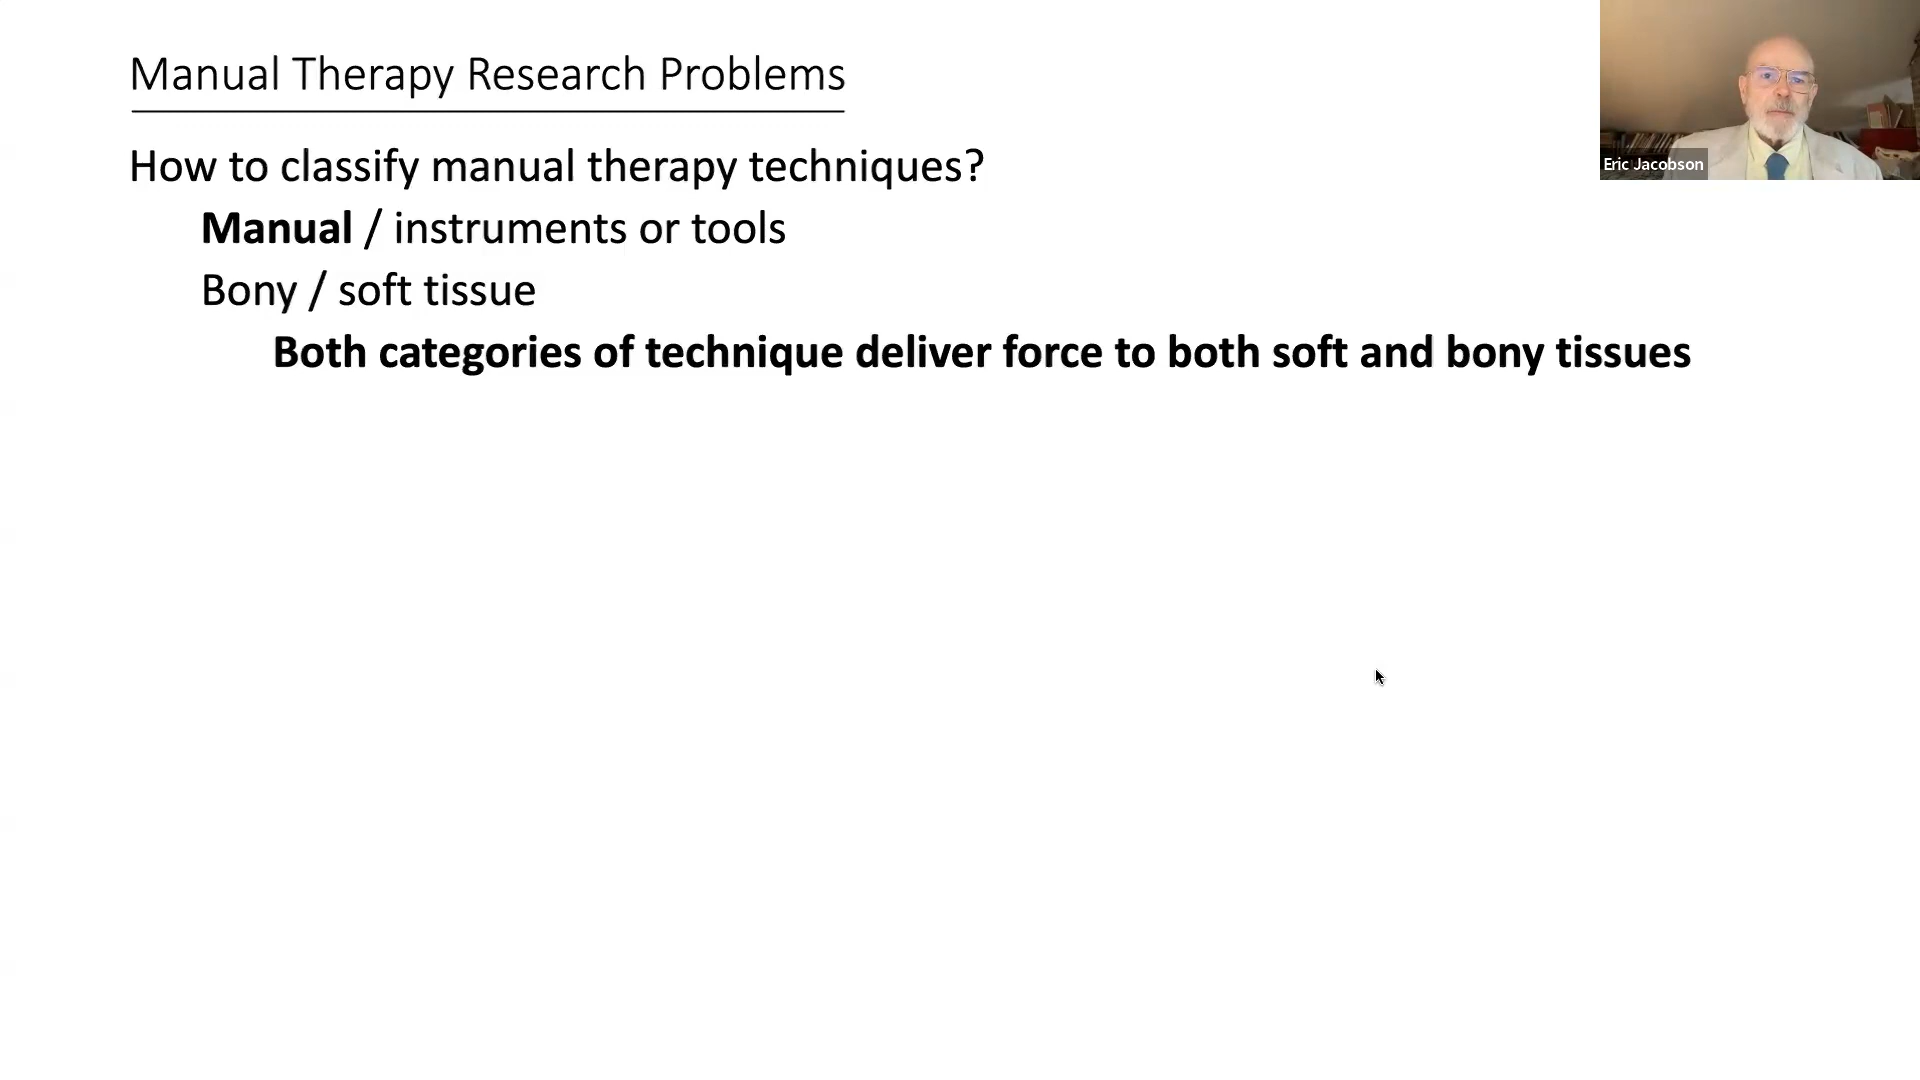 Manual Therapy Research Problems
How to classify manual therapy techniques?
Manual / instruments or tools
Bony / soft tissue
Both categories of technique deliver force to both soft and bony tissues
Eric Jacobson